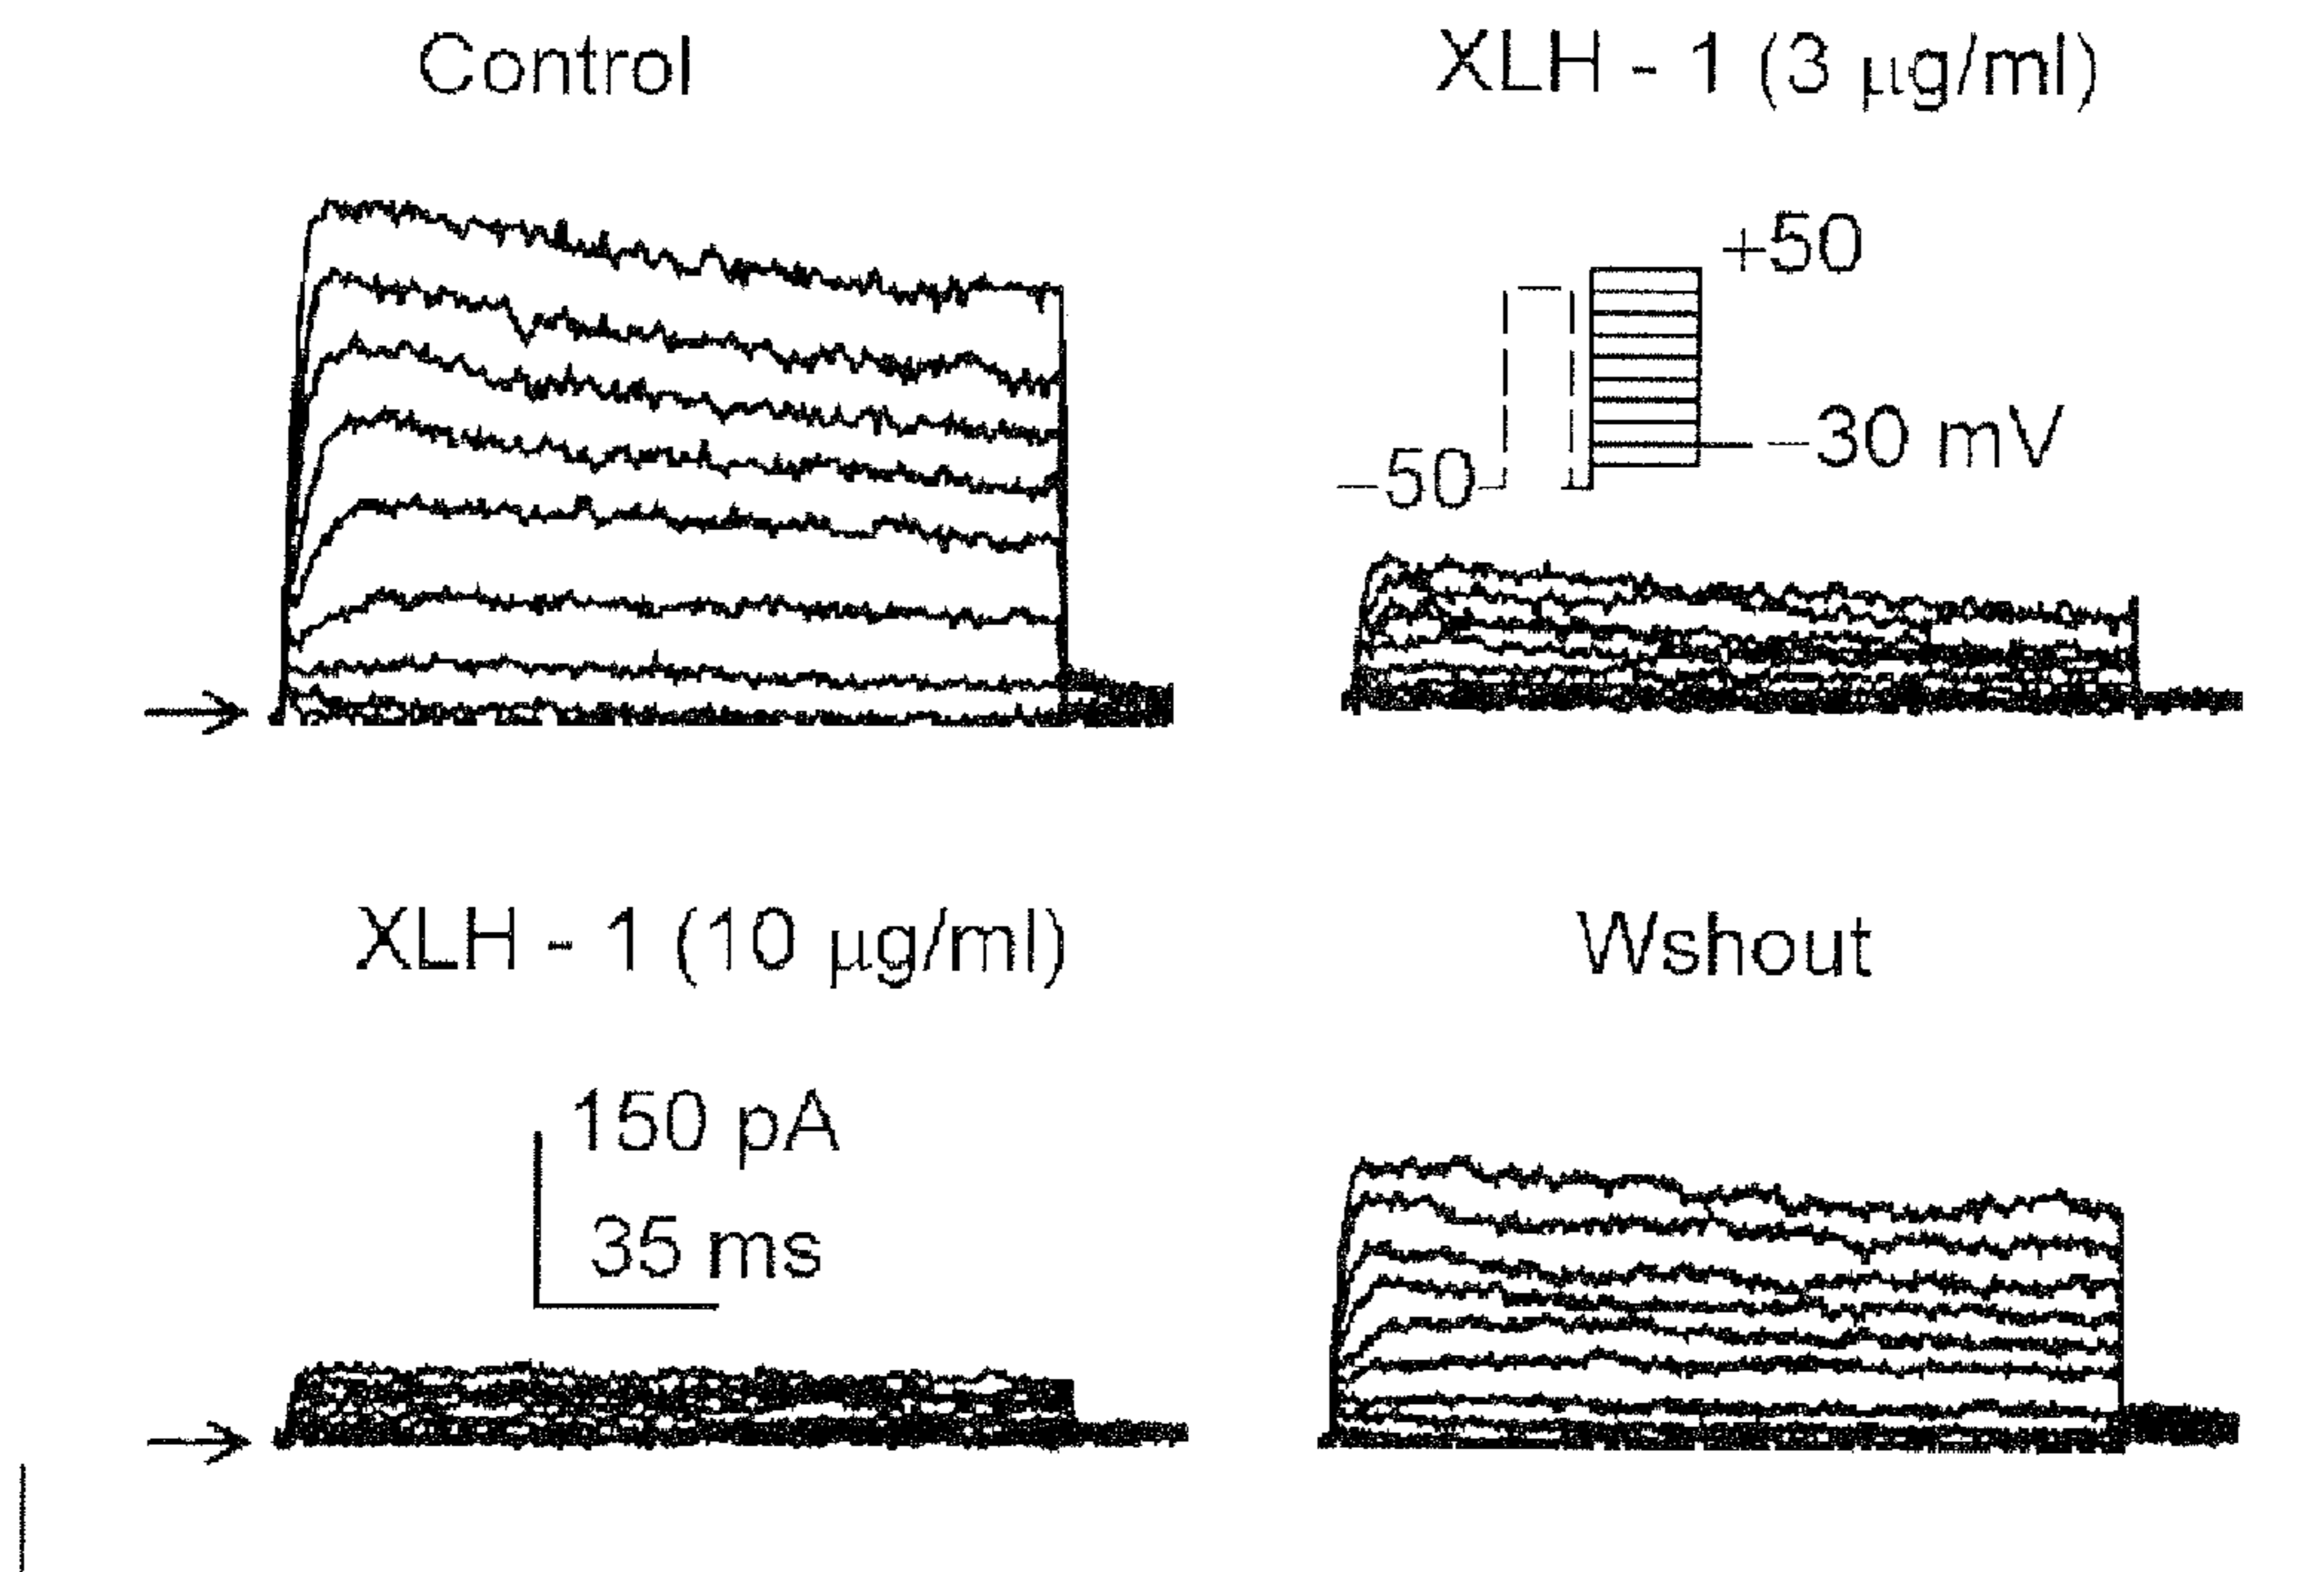 Control
XLH - 1 (3 μg/ml)
+50
-30 mV
-50
XLH - 1 (10 μg/ml)
Wshout
150 pA
35 ms